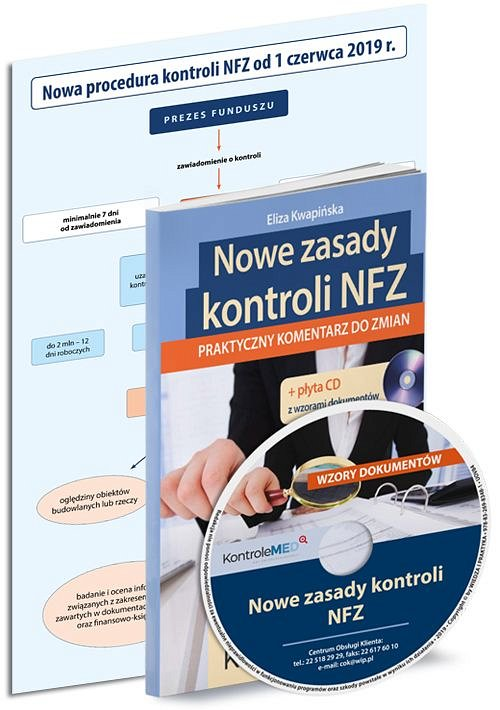 Nowa procedura kontroli NFZ od 1 czerwca 2019 r.
PREZES FUNDUSZU
zawiadomienie o kontroli
minimalnie 7 dni
od zawiadomienia
do 2 mln – 12
dni roboczych
oględziny obiektów
budowlanych lub rzeczy
badanie i ocena info
związanych z zakresem
zawartych w dokumentac
oraz finansowo-księ
Eliza Kwapińska
Nowe zasady
kontroli NFZ
PRAKTYCZNY KOMENTARZ DO ZMIAN
+ płyta CD
z wzorami dokumentów
WZORY DOKUMENTÓW
KontroleMED
Nowe zasady kontroli
NFZ
Centrum Obsługi Klienta:
tel.: 22 518 29 29, faks: 22 617 60 10
e-mail: cok@wip.pl